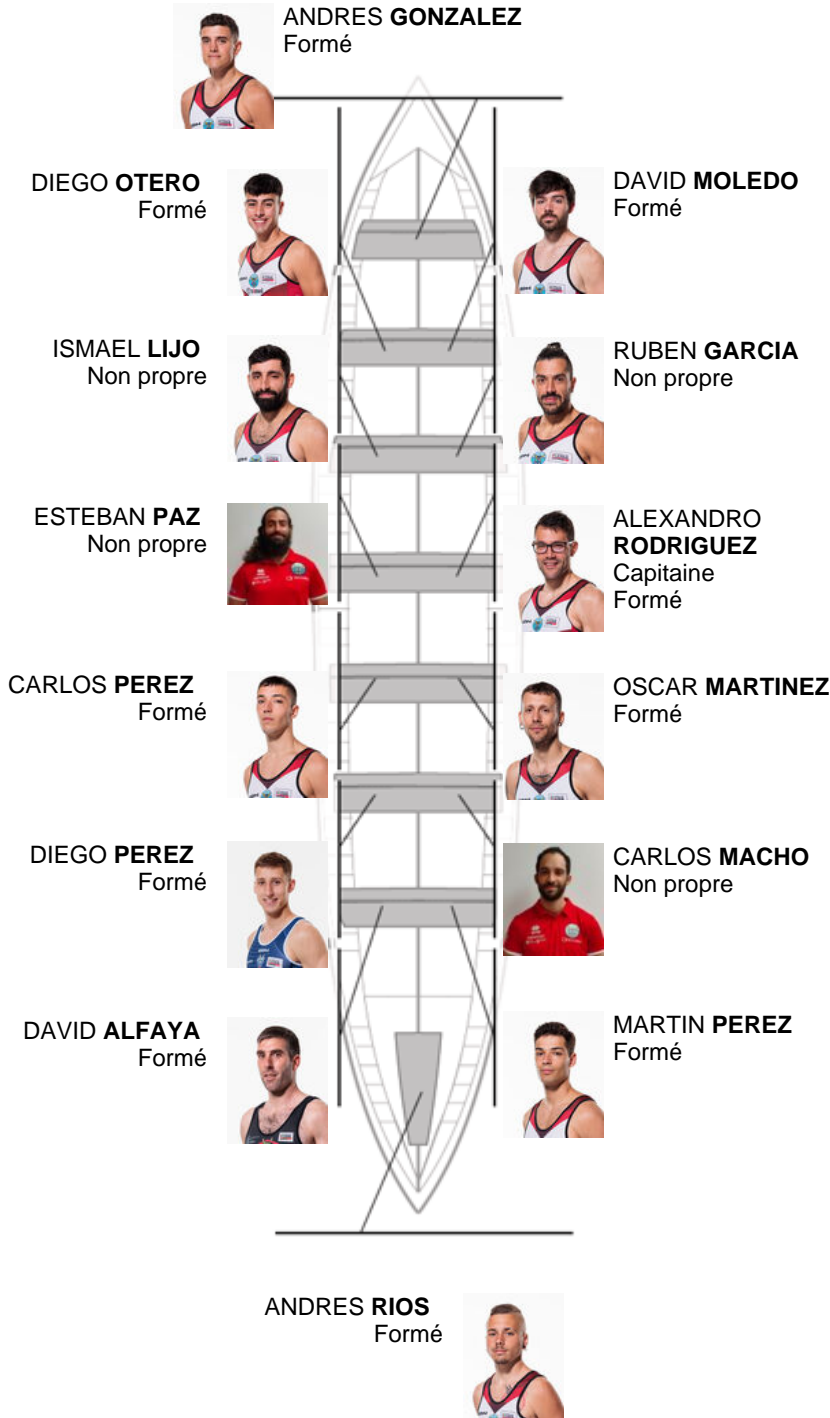 ANDRES GONZALEZ
Formé
DIEGO OTERO
Formé
DAVID MOLEDO
Formé
ISMAEL LIJO
Non propre
RUBEN GARCIA
Non propre
ESTEBAN PAZ
Non propre
ALEXANDRO
RODRIGUEZ
Capitaine
Formé
CARLOS PEREZ
Formé
OSCAR MARTINEZ
Formé
DIEGO PEREZ
Formé
CARLOS MACHO
Non propre
DAVID ALFAYA
Formé
MARTIN PEREZ
Formé
ANDRES RIOS
Formé